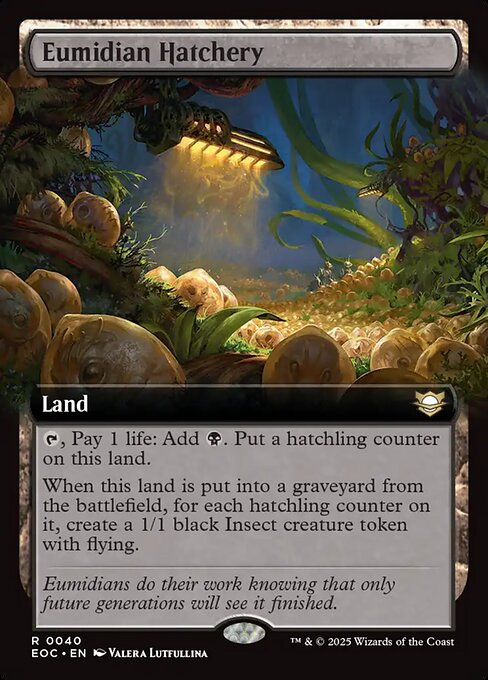 Eumidian Hatchery
Land
, Pay 1 life: Add . Put a hatchling counter
on this land.
When this land is put into a graveyard from
the battlefield, for each hatchling counter on
it, create a 1/1 black Insect creature token
with flying.
Eumidians do their work knowing that only
future generations will see it finished.
R 0040
EOC • EN Valera Lutfullina
™ & © 2025 Wizards of the Coast